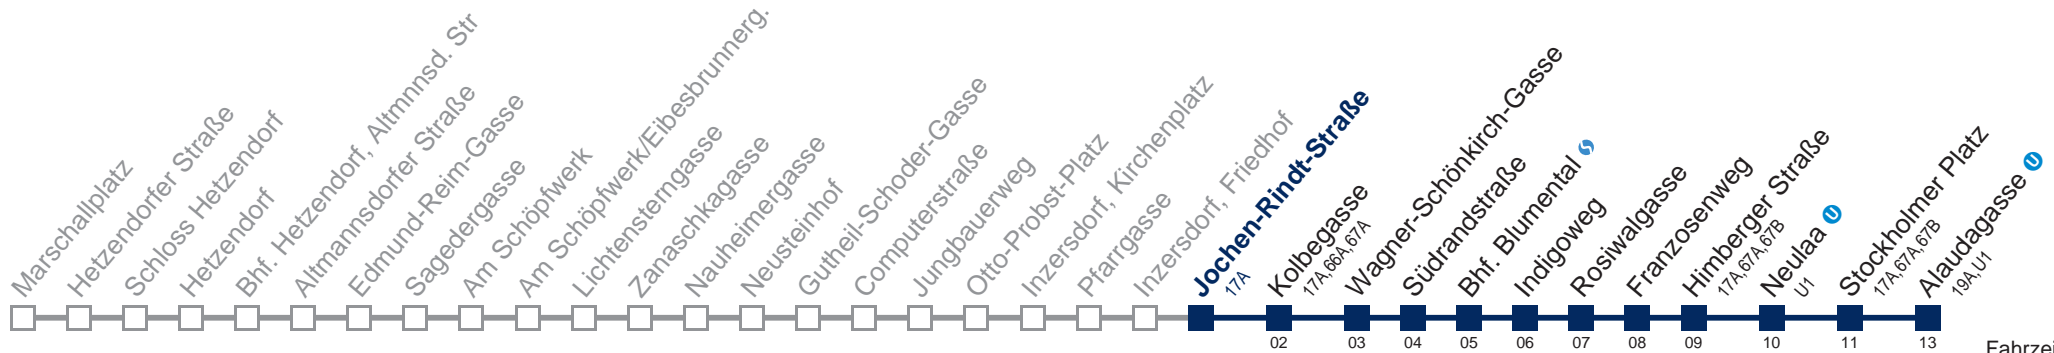 Marschallplatz
Hetzendorfer Straße
Schloss Hetzendorf
Hetzendorf
Bhf. Hetzendorf, Altmnnsd. Str
Altmannsdorfer Straße
Edmund-Reim-Gasse
Sagedergasse
Am Schöpfwerk
Am Schöpfwerk/Eibesbrunnerg.
Lichtensterngasse
Zanaschkagasse
Nauheimergasse
Neusteinhof
Gutheil-Schoder-Gasse
Computerstraße
Jungbauerweg
Otto-Probst-Platz
Inzersdorf, Kirchenplatz
Pfarrgasse
Inzersdorf, Friedhof
Jochen-Rindt-Straße
17A
Kolbegasse
17A,66A,67A
02
Wagner-Schönkirch-Gasse
03
Südrandstraße
04
Bhf. Blumental S
05
Indigoweg
06
Rosiwalgasse
07
Franzosenweg
08
Himberger Straße
17A,67A,67B
09
Neulaa U
U1
10
Stockholmer Platz
17A,67A,67B
11
Alaudagasse U
19A,U1
13
Fahrzei